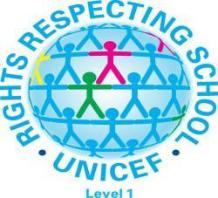 · RIGHTS RESPECTING SCHOOL ·
UNICEF
Level 1